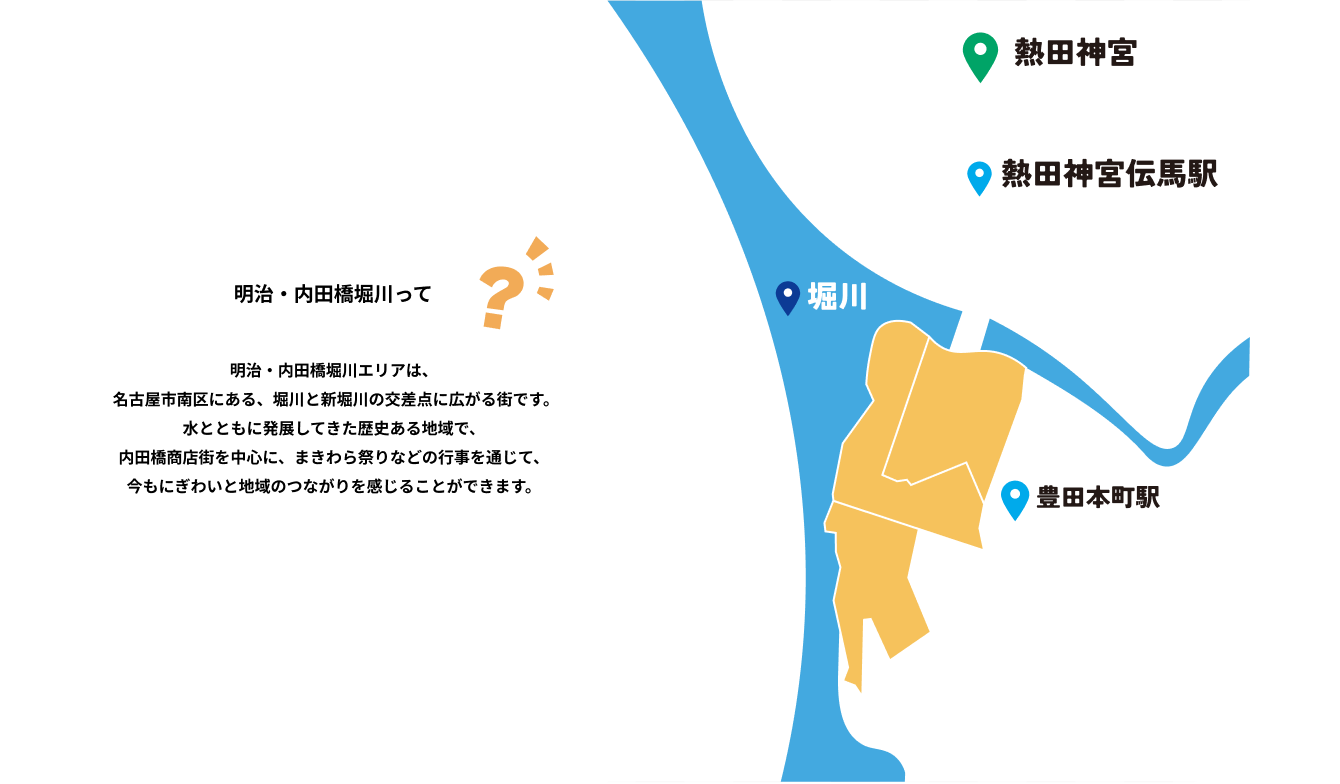 明治・内田橋堀川って
?
明治・内田橋堀川エリアは、
名古屋市南区にある、堀川と新堀川の交差点に広がる街です。
水とともに発展してきた歴史ある地域で、
内田橋商店街を中心に、まきわら祭りなどの行事を通じて、
今もにぎわいと地域のつながりを感じることができます。
熱田神宮
熱田神宮伝馬駅
堀川
豊田本町駅